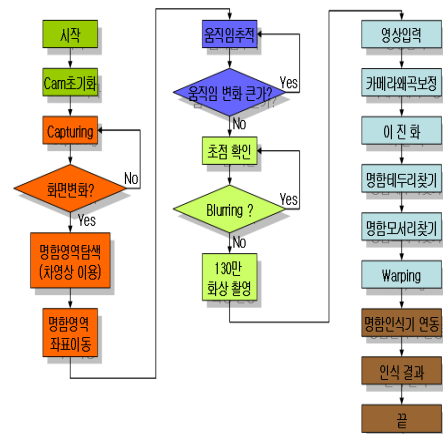 시작
Cam초기화
Capturing
화면변화?
No
Yes
명함영역탐색
(차영상 이용)
명함영역
좌표이동
움직임추적
움직임 변화 큰가?
Yes
No
초점 확인
Blurring ?
Yes
No
130만
화상 촬영
영상입력
카메라왜곡보정
이 진 화
명함테두리찾기
명함모서리찾기
Warping
명함인식기 연동
인식 결과
끝